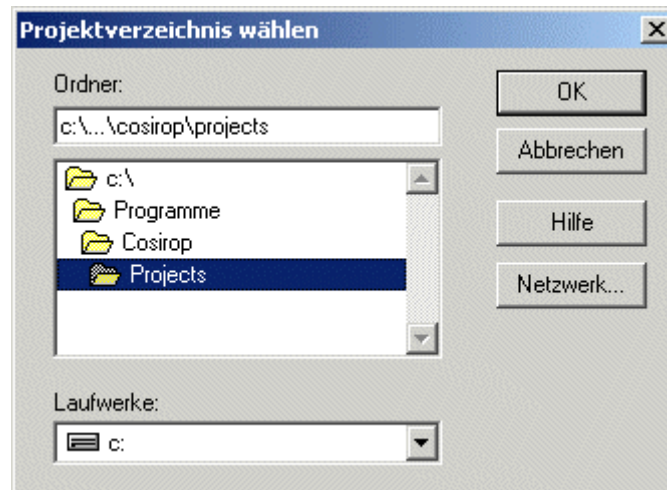 Projektverzeichnis wählen
Ordner:
c:\...\cosirop\projects
c:\
Programme
Cosirop
Projects
Laufwerke:
c:
OK
Abbrechen
Hilfe
Netzwerk...